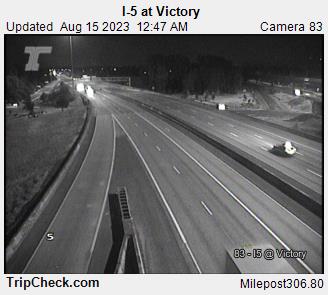 I-5 at Victory
Updated Aug 15 2023 12:47 AM Camera 83
T
S
83 - I5 @ Victory
TripCheck.com Milepost306.80